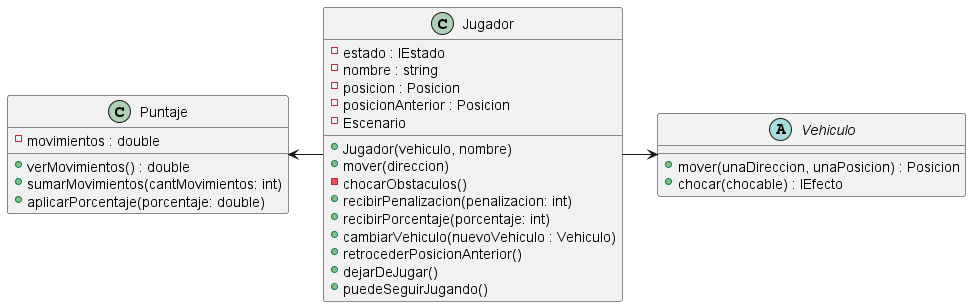 C Jugador
estado : IEstado
nombre : string
posicion : Posicion
posicionAnterior : Posicion
Escenario
Jugador(vehiculo, nombre)
mover(direccion)
chocarObstaculos()
recibirPenalizacion(penalizacion: int)
recibirPorcentaje(porcentaje: int)
cambiarVehiculo(nuevoVehiculo : Vehiculo)
retrocederPosicionAnterior()
dejarDeJugar()
puedeSeguirJugando()
C Puntaje
movimientos : double
verMovimientos() : double
sumarMovimientos(cantMovimientos: int)
aplicarPorcentaje(porcentaje: double)
A Vehiculo
mover(unaDireccion, unaPosicion) : Posicion
chocar(chocable) : IEfecto